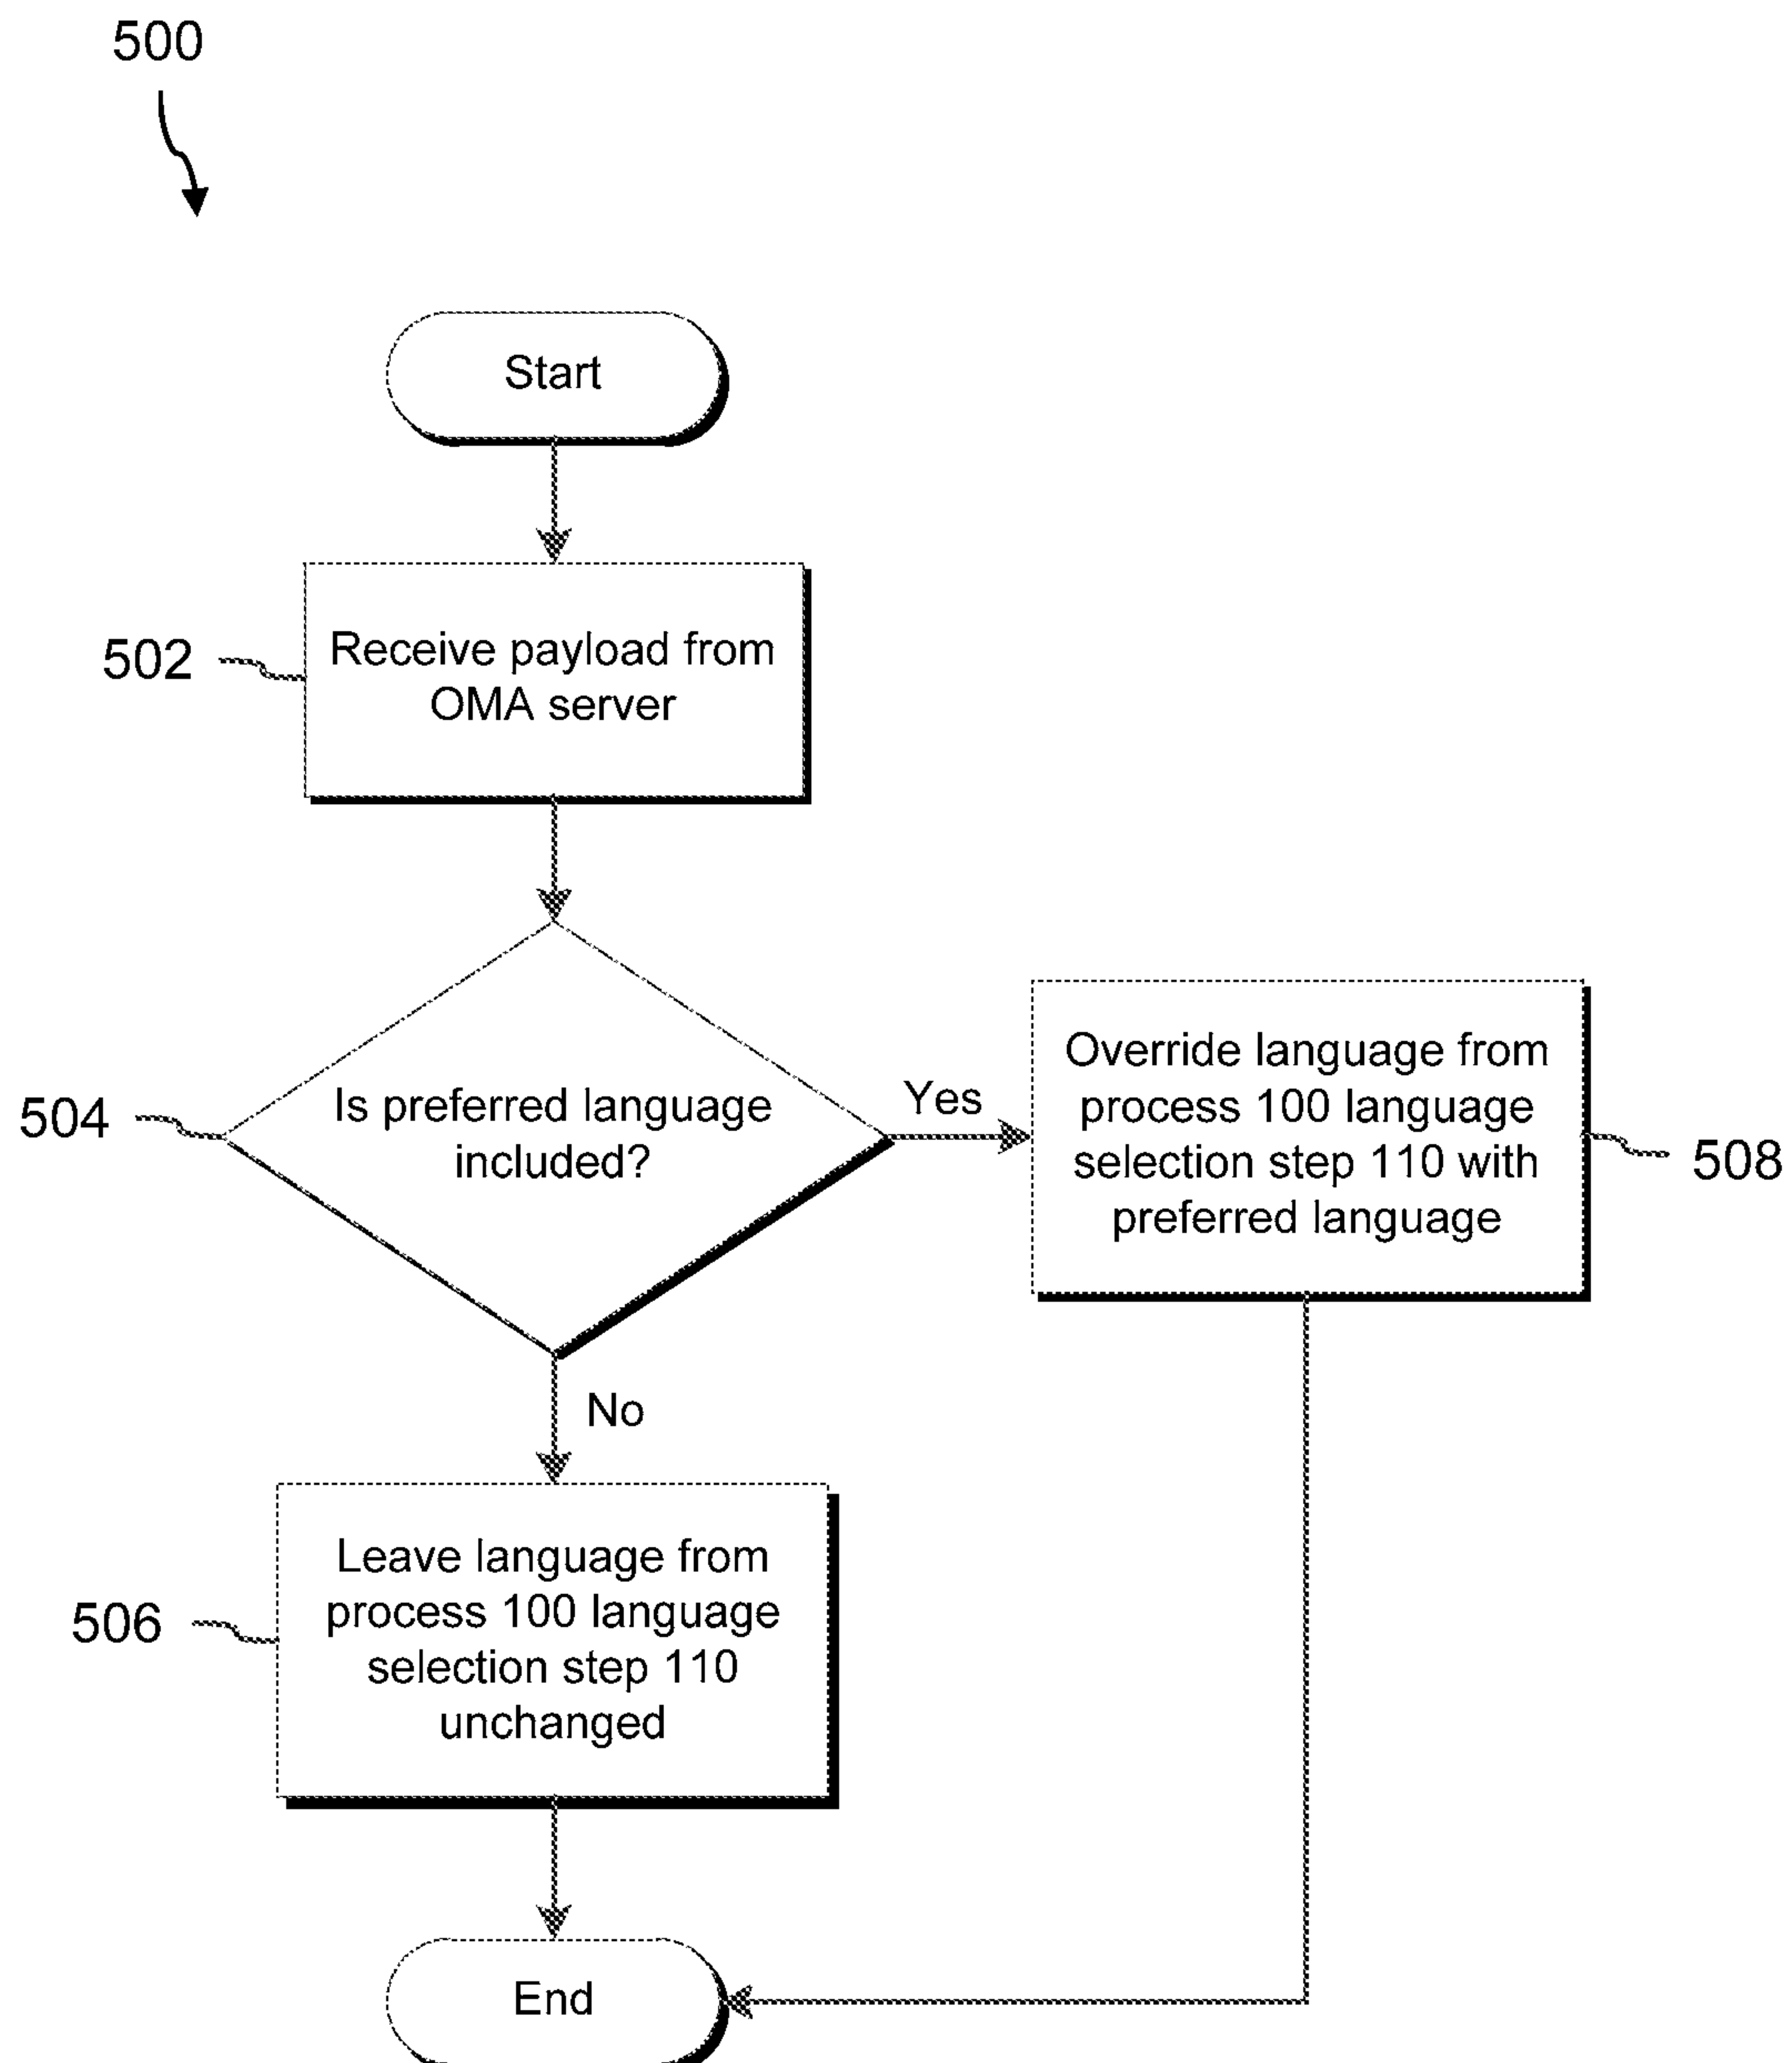 500
Start
502
Receive payload from
OMA server
504
Is preferred language
included?
Yes
Override language from
process 100 language
selection step 110 with
preferred language
508
No
506
Leave language from
process 100 language
selection step 110
unchanged
End